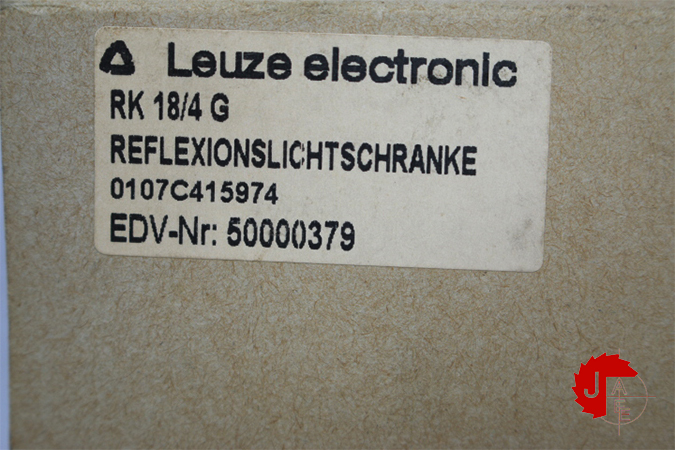 Leuze electronic
RK 18/4 G
REFLEXIONSLICHTSCHRANKE
0107C415974
EDV-Nr: 50000379
J